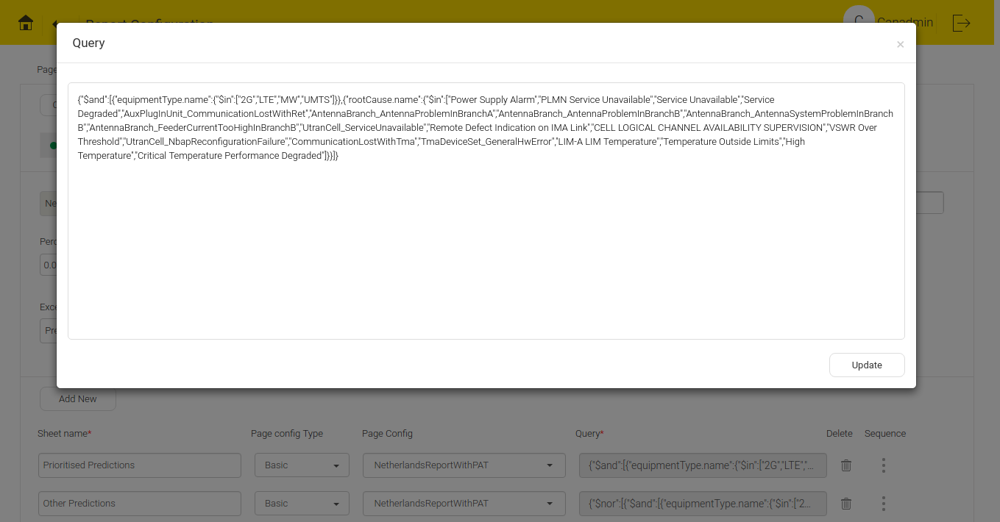 Report Configuration
C
Canadmin
Query
×
Page
{"$and":[{"equipmentType.name":{"$in":["2G","LTE","MW","UMTS"]}},{"rootCause.name":{"$in":["Power Supply Alarm","PLMN Service Unavailable","Service Unavailable","Service
Degraded","AuxPlugInUnit_CommunicationLostWithRet","AntennaBranch_AntennaProblemInBranchA","AntennaBranch_AntennaProblemInBranchB","AntennaBranch_AntennaSystemProblemInBranch
B","AntennaBranch_FeederCurrentTooHighInBranchB","UtranCell_ServiceUnavailable","Remote Defect Indication on IMA Link","CELL LOGICAL CHANNEL AVAILABILITY SUPERVISION","VSWR Over
Threshold","UtranCell_NbapReconfigurationFailure","CommunicationLostWithTma","TmaDeviceSet_GeneralHwError","LIM-A LIM Temperature","Temperature Outside Limits","High
Temperature","Critical Temperature Performance Degraded"]}}]}
Ne
Perc
0.0
Exce
Pre
Update
Add New
Sheet name* Page config Type Page Config Query* Delete Sequence
Prioritised Predictions Basic NetherlandsReportWithPAT {"$and":[{"equipmentType.name":{"$in":["2G","LTE","...
Other Predictions Basic NetherlandsReportWithPAT {"$nor":[{"$and":[{"equipmentType.name":{"$in":["2...